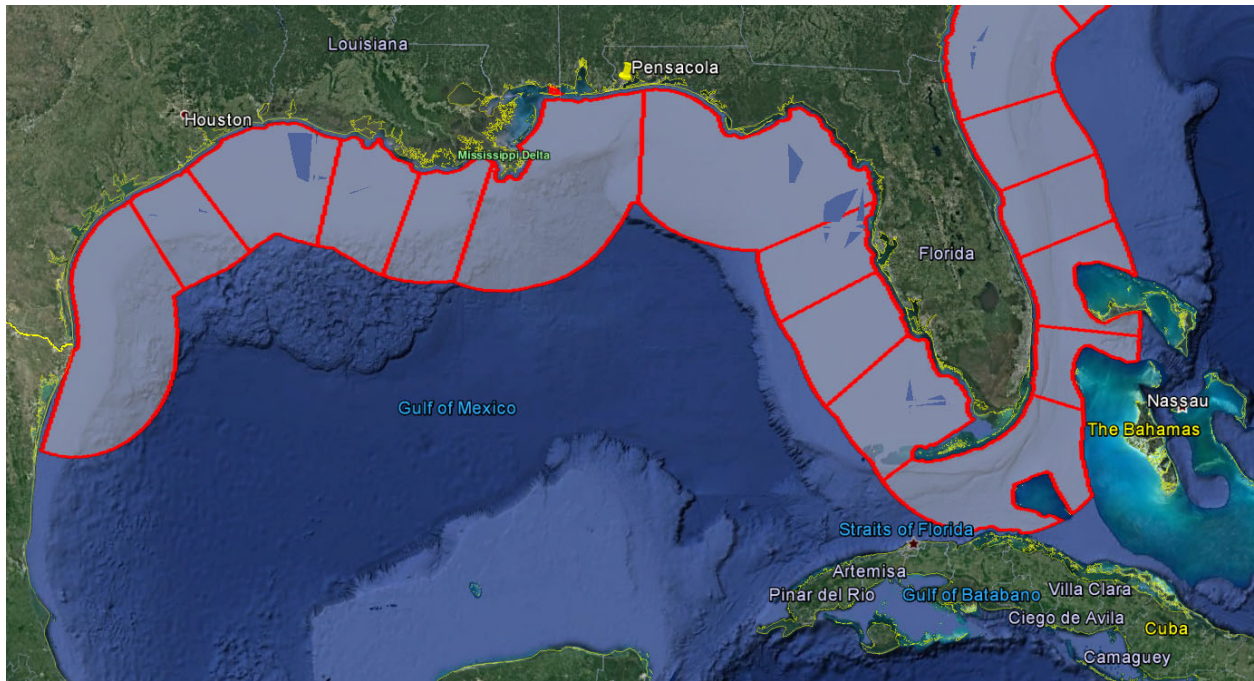 Louisiana
Pensacola
Houston
Mississippi Delta
Florida
Gulf of Mexico
Nassau
The Bahamas
Straits of Florida
Artemisa
Pinar del Rio
Gulf of Batabano
Villa Clara
Ciego de Avila
Cuba
Camaguey